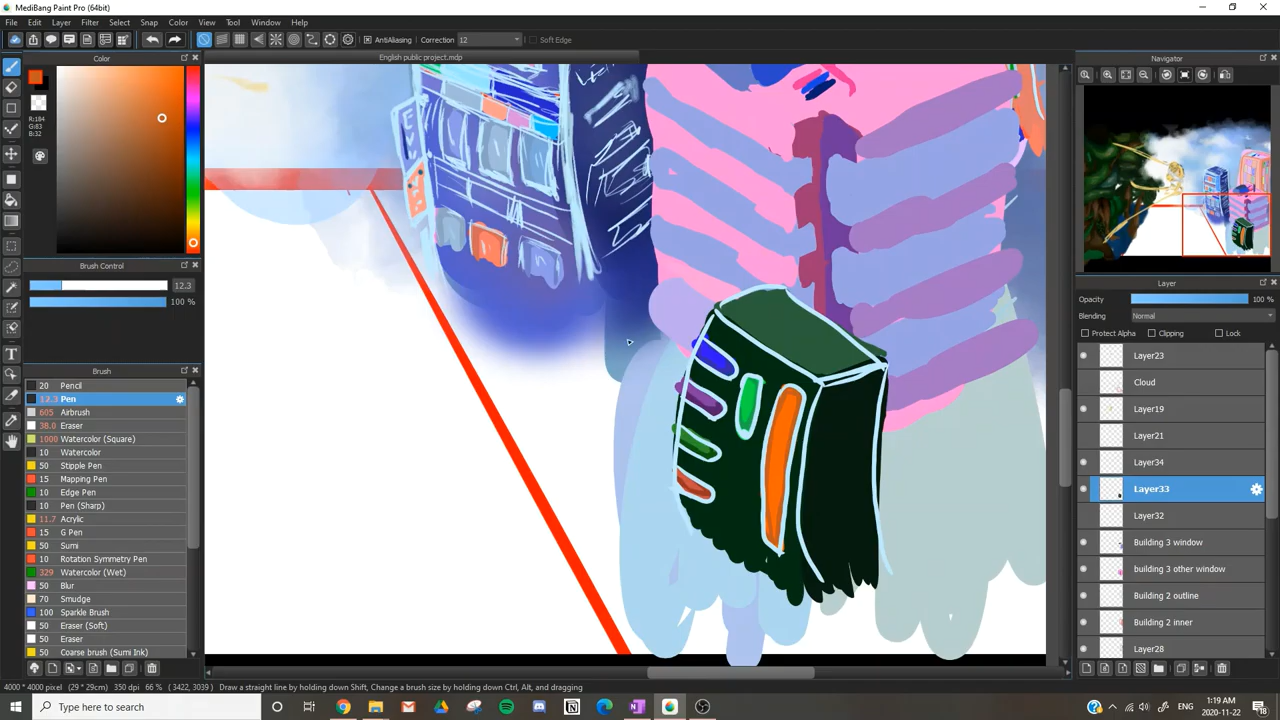 MediBang Paint Pro (64bit)
File Edit Layer Filter Select Snap Color View Tool Window Help
AntiAliasing Correction 12 Soft Edge
English public project.mdp
Color
R:184
G:83
B:32
Brush Control
12.3
100 %
Brush
20 Pencil
12.3 Pen
605 Airbrush
38.0 Eraser
1000 Watercolor (Square)
10 Watercolor
50 Stipple Pen
15 Mapping Pen
10 Edge Pen
10 Pen (Sharp)
11.7 Acrylic
15 G Pen
50 Sumi
10 Rotation Symmetry Pen
329 Watercolor (Wet)
50 Blur
70 Smudge
100 Sparkle Brush
50 Eraser (Soft)
50 Eraser
50 Coarse brush (Sumi Ink)
Navigator
Layer
Opacity 100 %
Blending Normal
Protect Alpha Clipping Lock
Layer23
Cloud
Layer19
Layer21
Layer34
Layer33
Layer32
Building 3 window
building 3 other window
Building 2 outline
Building 2 inner
Layer28
4000 * 4000 pixel (29 * 29cm) 350 dpi 66 % ( 3422, 3039 ) Draw a straight line by holding down Shift, Change a brush size by holding down Ctrl, Alt, and dragging
Type here to search
ENG
1:19 AM
2020-11-22
18